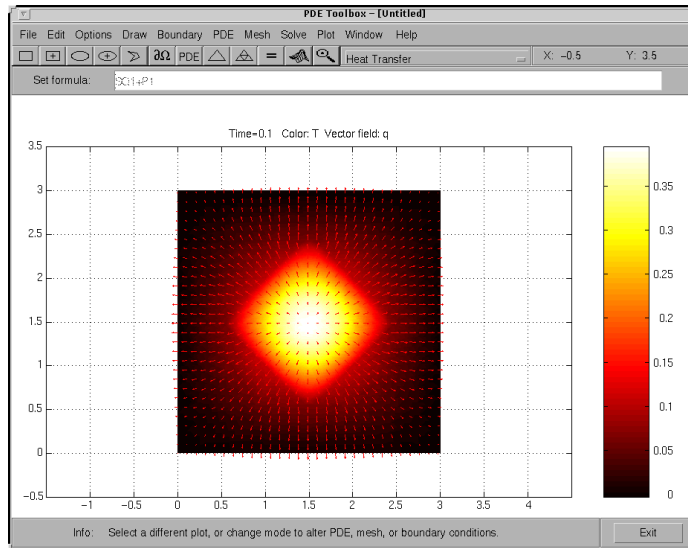 PDE Toolbox – [Untitled]
File Edit Options Draw Boundary PDE Mesh Solve Plot Window Help
∂Ω PDE = Heat Transfer X: –0.5 Y: 3.5
Set formula: SQ1+P1
Time=0.1 Color: T Vector field: q
3.5
3
2.5
2
1.5
1
0.5
0
−0.5
−1 −0.5 0 0.5 1 1.5 2 2.5 3 3.5 4
0.35
0.3
0.25
0.2
0.15
0.1
0.05
0
Info: Select a different plot, or change mode to alter PDE, mesh, or boundary conditions. Exit